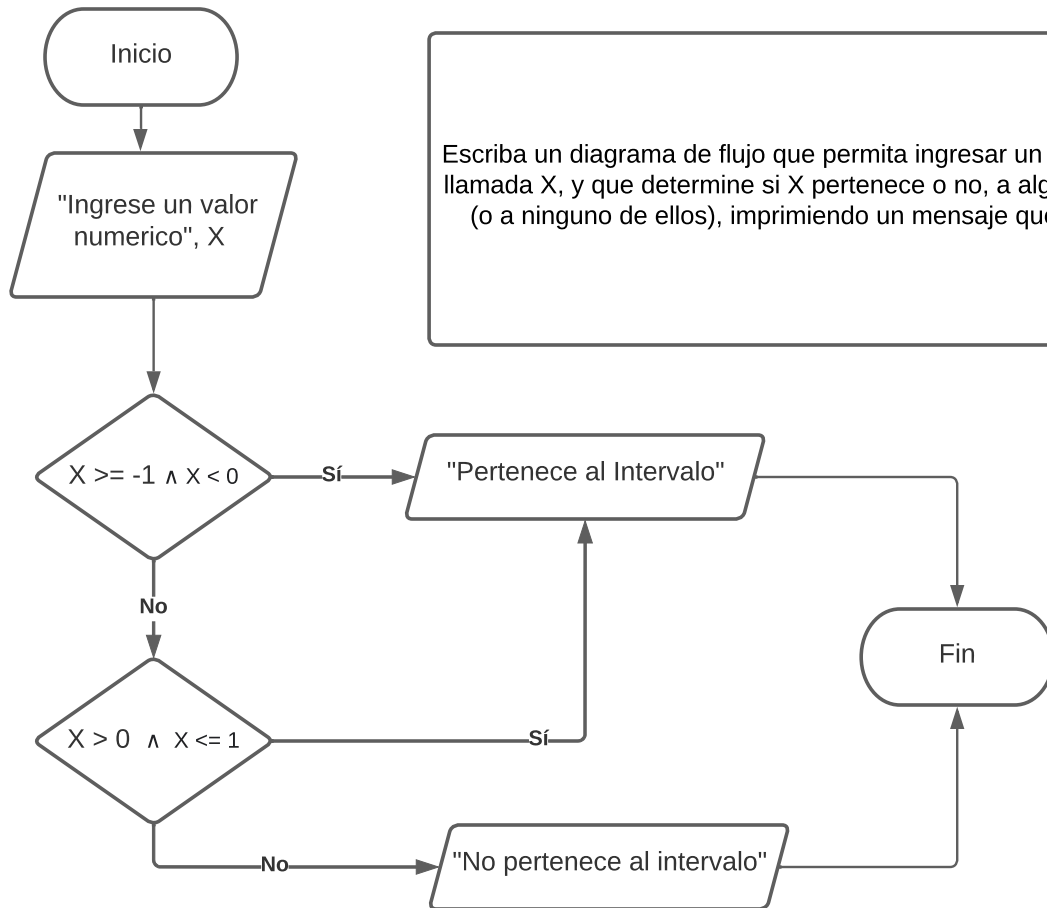 Inicio
"Ingrese un valor
numerico", X
Escriba un diagrama de flujo que permita ingresar un
llamada X, y que determine si X pertenece o no, a
(o a ninguno de ellos), imprimiendo un mensaje
X >= -1 ∧ X < 0
Sí
"Pertenece al Intervalo"
No
Fin
X > 0 ∧ X <= 1
Sí
No
"No pertenece al intervalo"